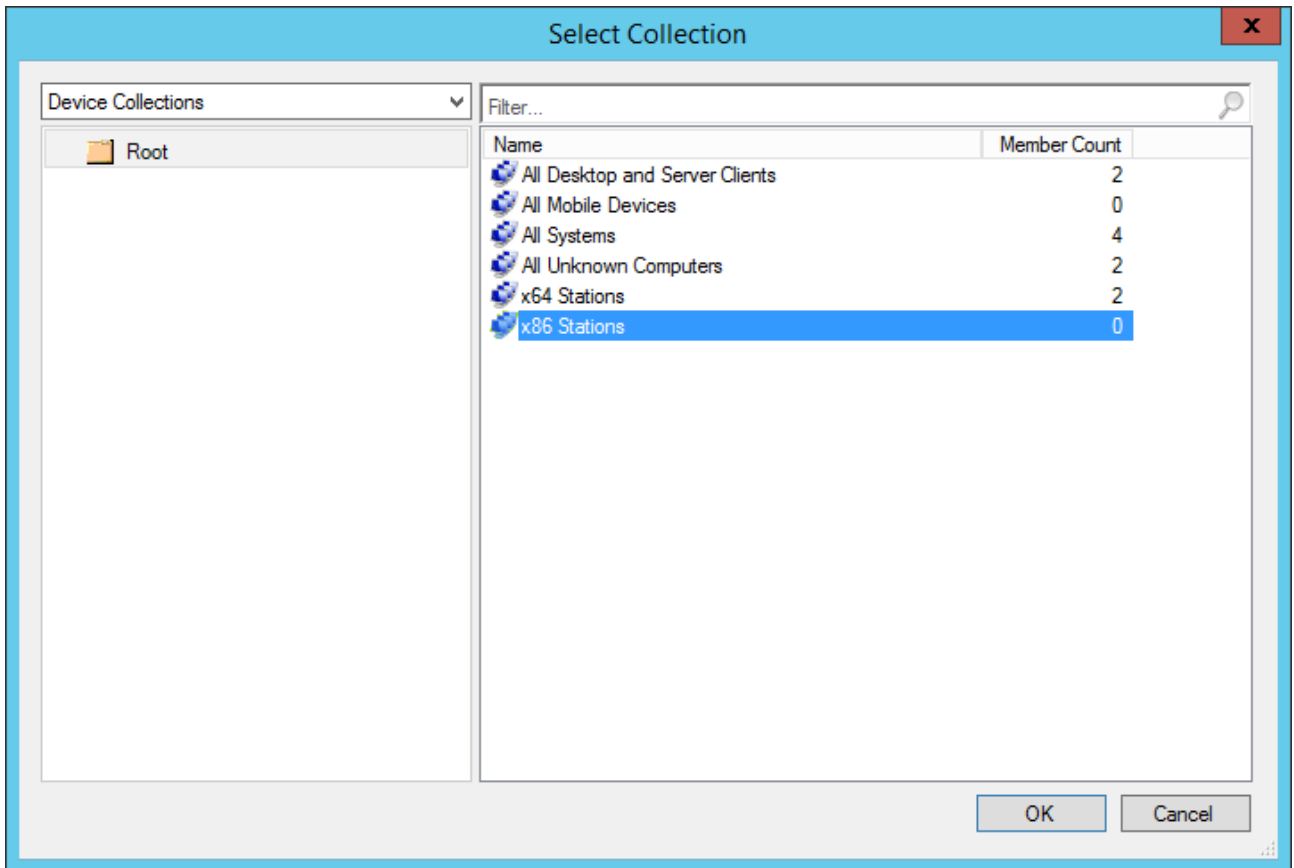 Select Collection
x
Device Collections
Filter...
Root
Name Member Count
All Desktop and Server Clients 2
All Mobile Devices 0
All Systems 4
All Unknown Computers 2
x64 Stations 2
x86 Stations 0
OK Cancel